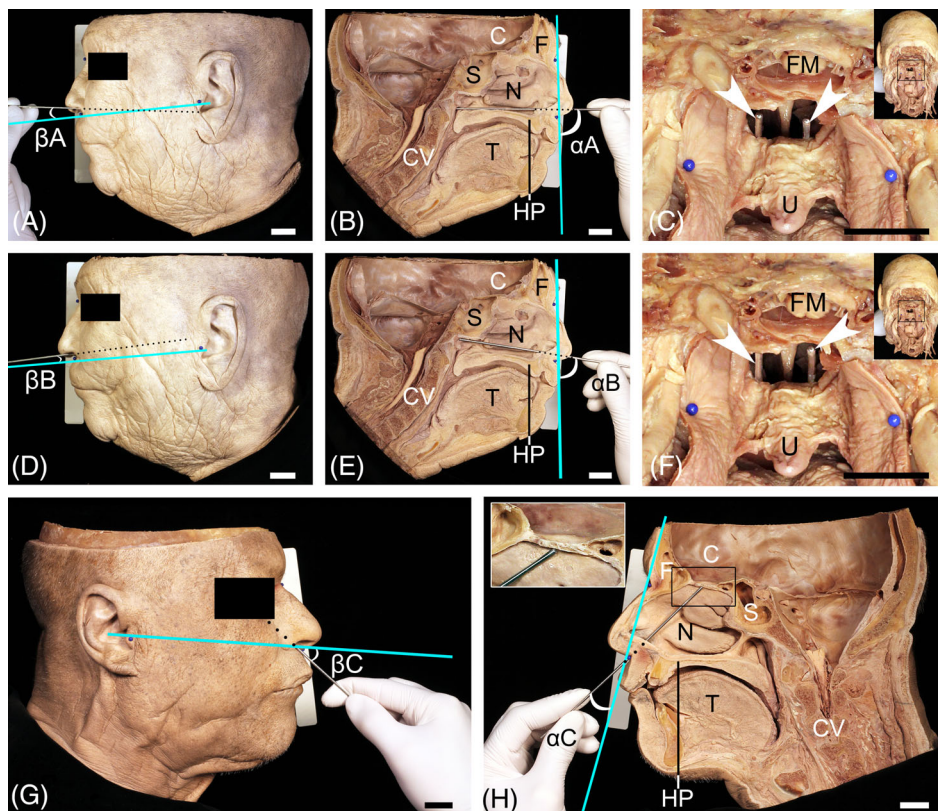 βA
(A)
C
F
S
N
CV
T
αA
HP
(B)
FM
U
(C)
βB
(D)
C
F
S
N
CV
T
αB
HP
(E)
FM
U
(F)
βC
(G)
C
F
S
N
T
αC
CV
HP
(H)